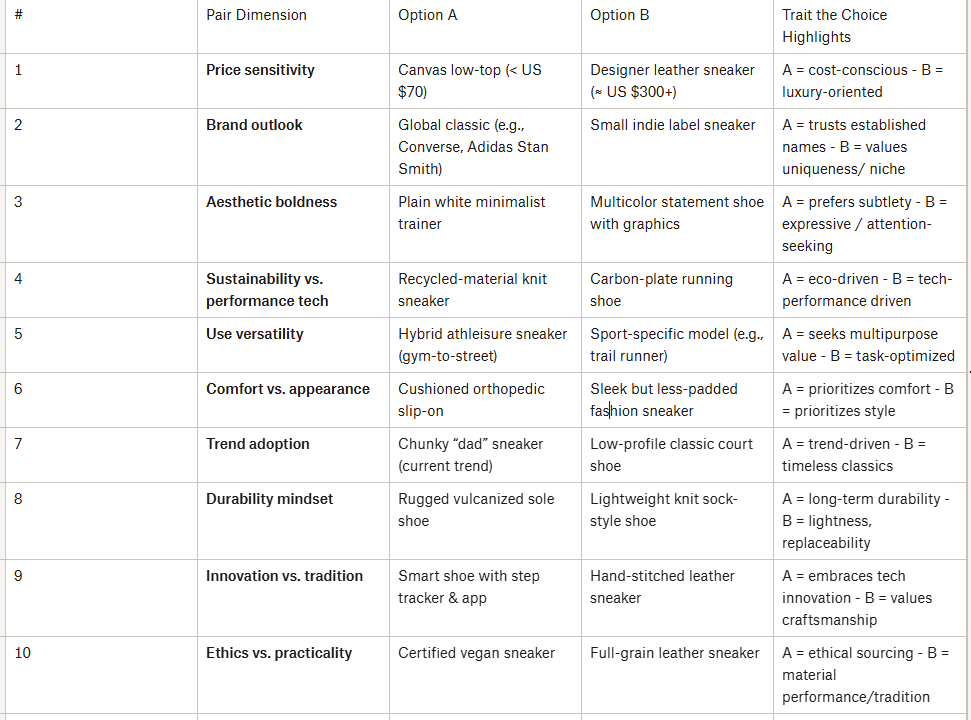 # Pair Dimension Option A Option B Trait the Choice
Highlights
1 Price sensitivity Canvas low-top (< US Designer leather sneaker A = cost-conscious - B =
$70) (≈ US $300+) luxury-oriented
2 Brand outlook Global classic (e.g., Small indie label sneaker A = trusts established
Converse, Adidas Stan names - B = values
Smith) uniqueness/ niche
3 Aesthetic boldness Plain white minimalist Multicolor statement shoe A = prefers subtlety - B =
trainer with graphics expressive / attention-
seeking
4 Sustainability vs. Recycled-material knit Carbon-plate running A = eco-driven - B = tech-
performance tech sneaker shoe performance driven
5 Use versatility Hybrid athleisure sneaker Sport-specific model (e.g., A = seeks multipurpose
(gym-to-street) trail runner) value - B = task-optimized
6 Comfort vs. appearance Cushioned orthopedic Sleek but less-padded A = prioritizes comfort - B
slip-on fashion sneaker = prioritizes style
7 Trend adoption Chunky “dad” sneaker Low-profile classic court A = trend-driven - B =
(current trend) shoe timeless classics
8 Durability mindset Rugged vulcanized sole Lightweight knit sock- A = long-term durability -
shoe style shoe B = lightness,
replaceability
9 Innovation vs. tradition Smart shoe with step Hand-stitched leather A = embraces tech
tracker & app sneaker innovation - B = values
craftsmanship
10 Ethics vs. practicality Certified vegan sneaker Full-grain leather sneaker A = ethical sourcing - B =
material
performance/tradition